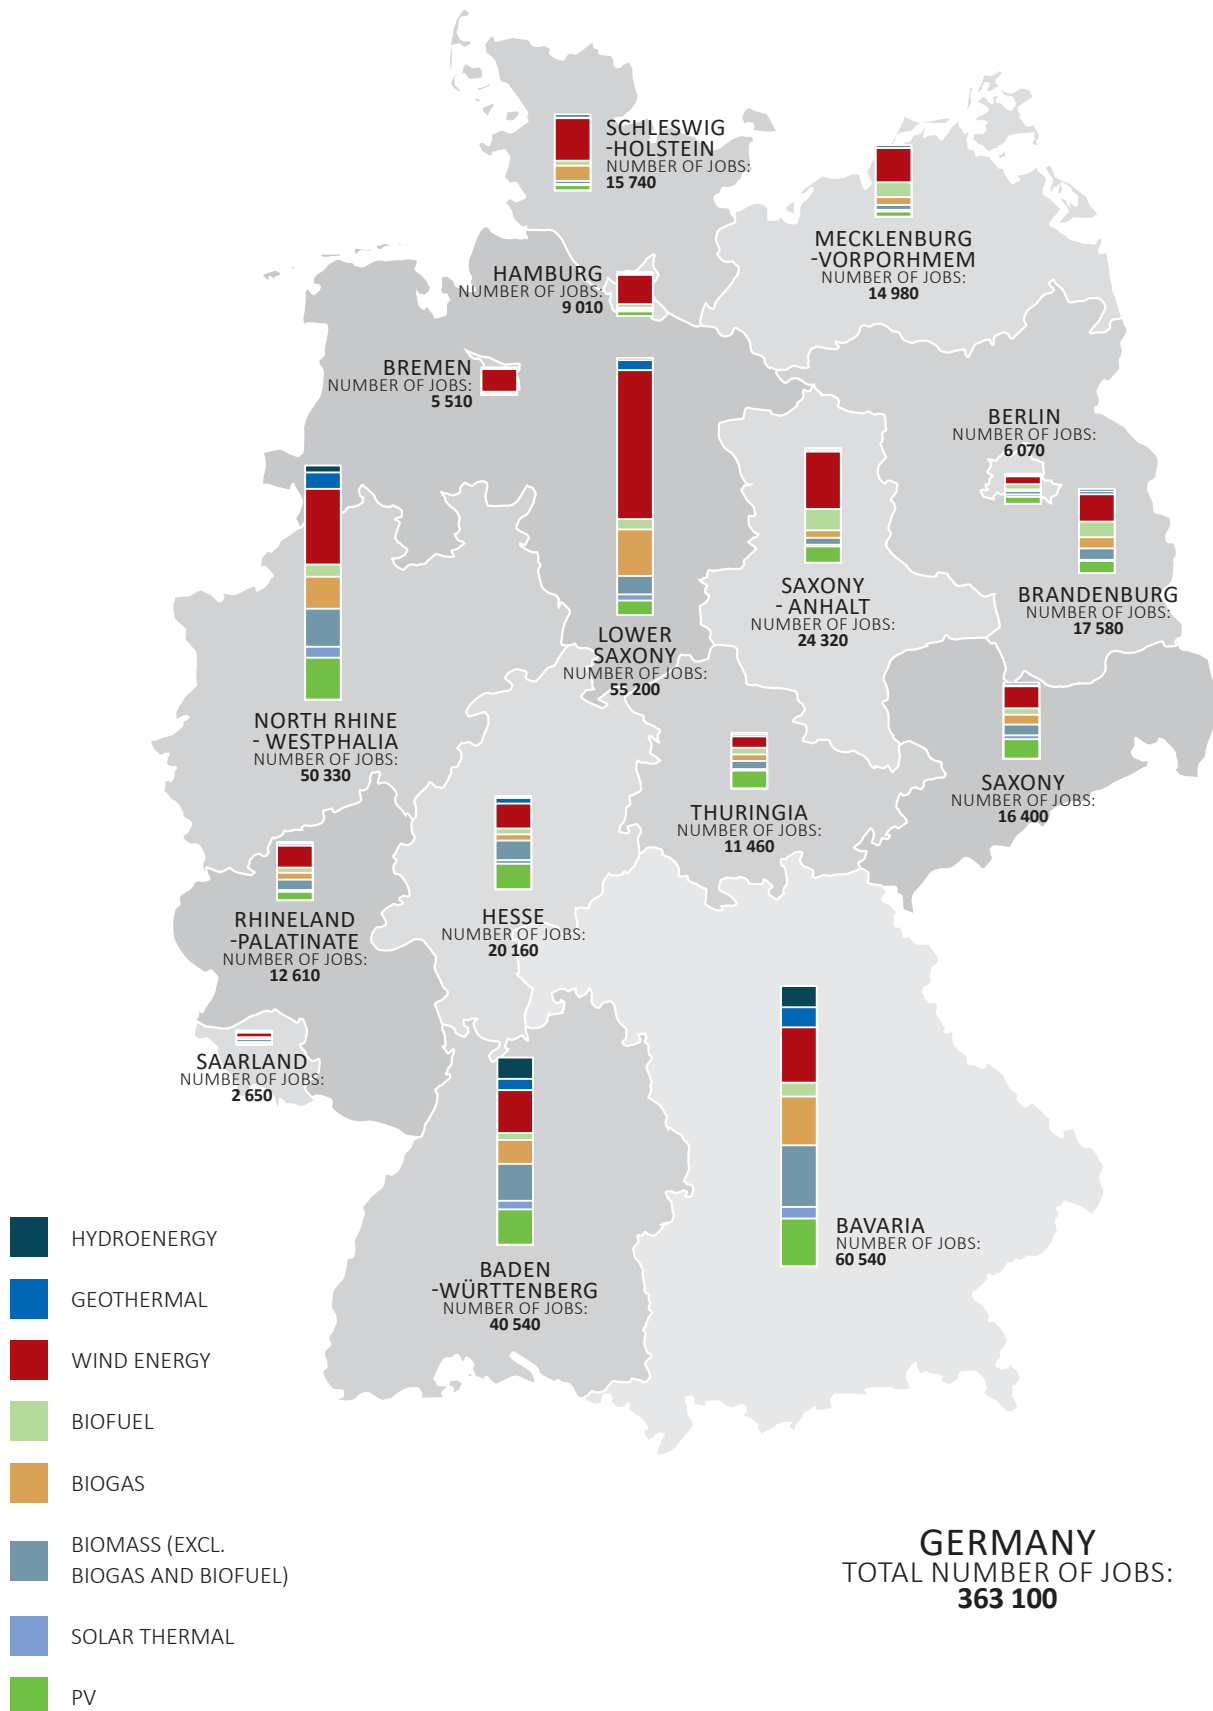 SCHLESWIG
-HOLSTEIN
NUMBER OF JOBS:
15 740
MECKLENBURG
-VORPORHMEM
NUMBER OF JOBS:
14 980
HAMBURG
NUMBER OF JOBS:
9 010
BREMEN
NUMBER OF JOBS:
5 510
BERLIN
NUMBER OF JOBS:
6 070
BRANDENBURG
NUMBER OF JOBS:
17 580
SAXONY
- ANHALT
NUMBER OF JOBS:
24 320
LOWER
SAXONY
NUMBER OF JOBS:
55 200
NORTH RHINE
- WESTPHALIA
NUMBER OF JOBS:
50 330
SAXONY
NUMBER OF JOBS:
16 400
THURINGIA
NUMBER OF JOBS:
11 460
HESSE
NUMBER OF JOBS:
20 160
RHINELAND
-PALATINATE
NUMBER OF JOBS:
12 610
SAARLAND
NUMBER OF JOBS:
2 650
BAVARIA
NUMBER OF JOBS:
60 540
BADEN
-WÜRTTENBERG
NUMBER OF JOBS:
40 540
HYDROENERGY
GEOTHERMAL
WIND ENERGY
BIOFUEL
BIOGAS
BIOMASS (EXCL.
BIOGAS AND BIOFUEL)
SOLAR THERMAL
PV
GERMANY
TOTAL NUMBER OF JOBS:
363 100